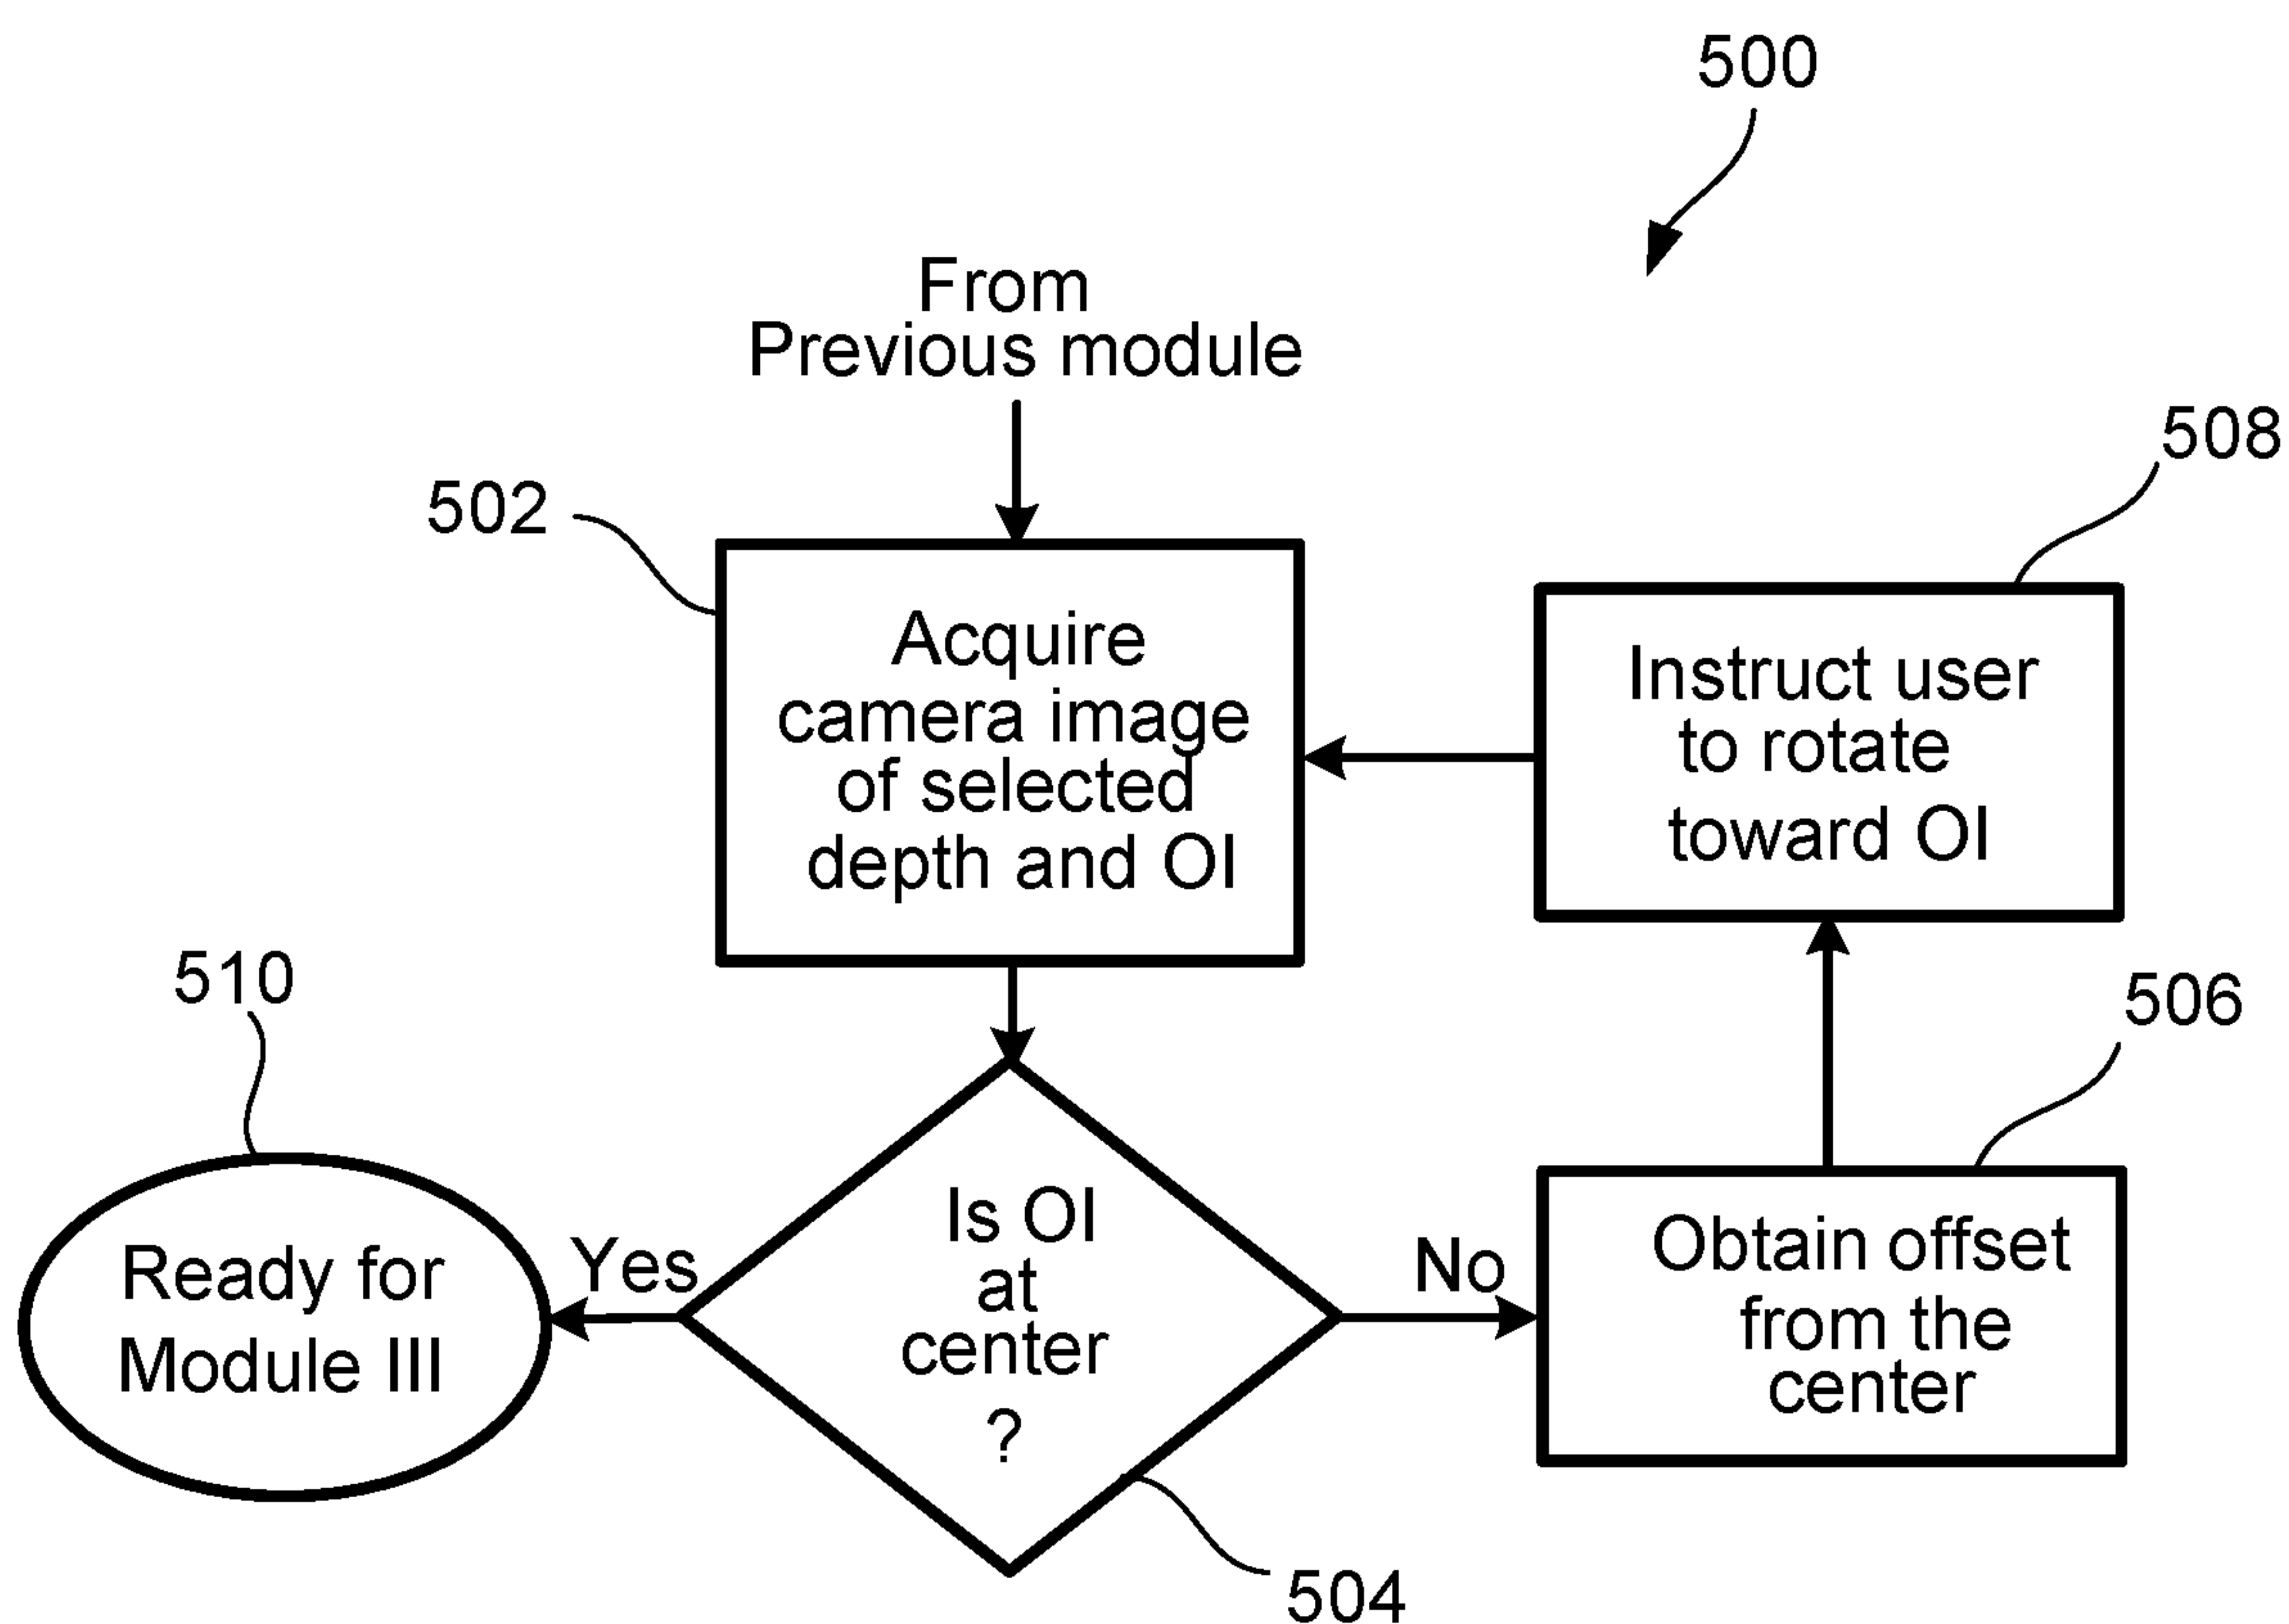 500
From
Previous module
502
Acquire
camera image
of selected
depth and OI
508
Instruct user
to rotate
toward OI
510
Ready for
Module III
Yes
Is OI
at
center
?
504
No
506
Obtain offset
from the
center